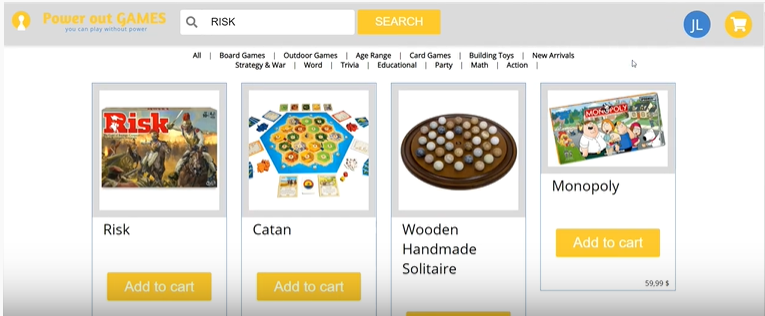 Power out GAMES
you can play without power
RISK
SEARCH
JL
All | Board Games | Outdoor Games | Age Range | Card Games | Building Toys | New Arrivals
Strategy & War | Word | Trivia | Educational | Party | Math | Action |
Risk
MONOPOLY
Risk
Catan
Wooden
Handmade
Solitaire
Monopoly
Add to cart
Add to cart
Add to cart
59,99 $